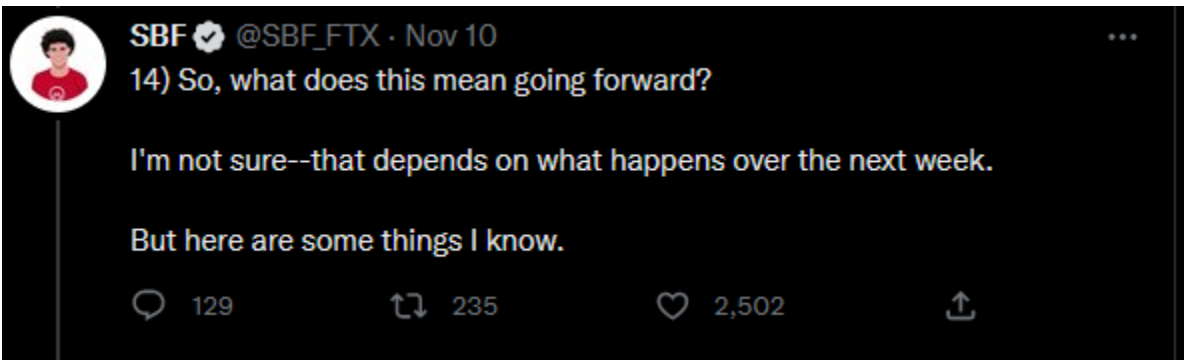 SBF @SBF_FTX · Nov 10
14) So, what does this mean going forward?
I'm not sure--that depends on what happens over the next week.
But here are some things I know.
129 235 2,502